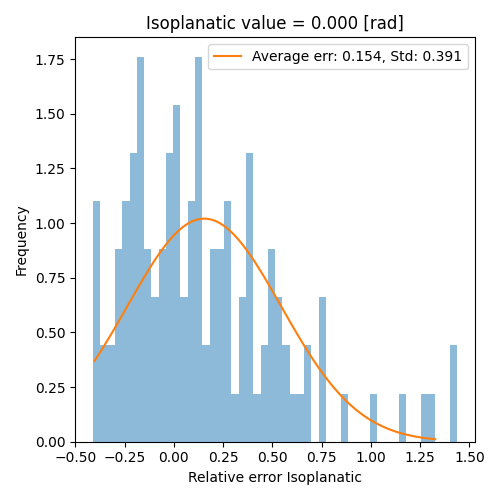 Isoplanatic value = 0.000 [rad]
Average err: 0.154, Std: 0.391
1.75
1.50
1.25
1.00
0.75
0.50
0.25
0.00
Frequency
−0.50 −0.25 0.00 0.25 0.50 0.75 1.00 1.25 1.50
Relative error Isoplanatic